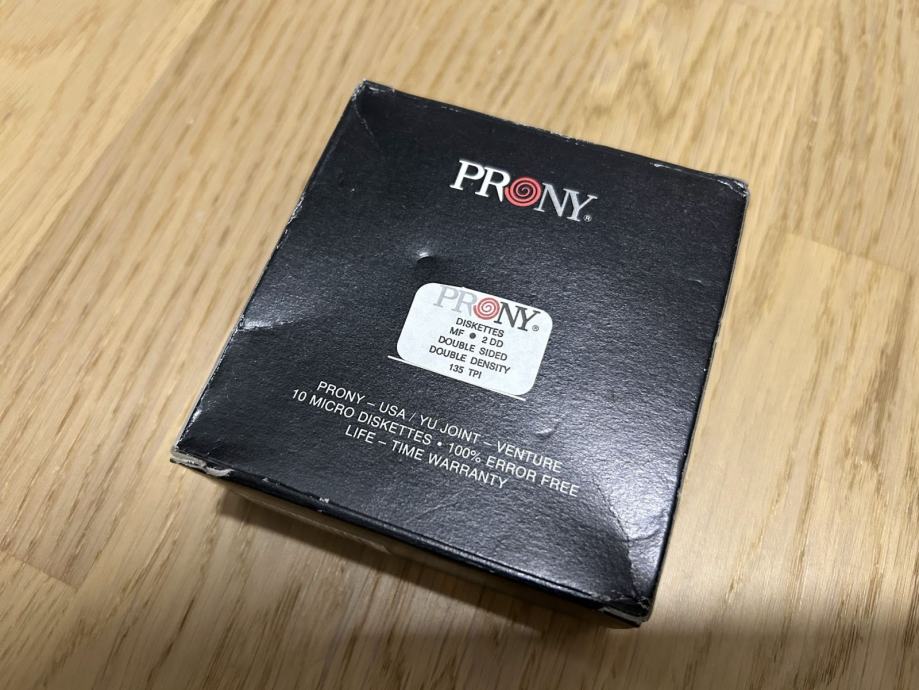 PRONY®
PRONY®
DISKETTES
MF ● 2 DD
DOUBLE SIDED
DOUBLE DENSITY
135 TPI
PRONY – USA / YU JOINT – VENTURE
10 MICRO DISKETTES • 100% ERROR FREE
LIFE – TIME WARRANTY